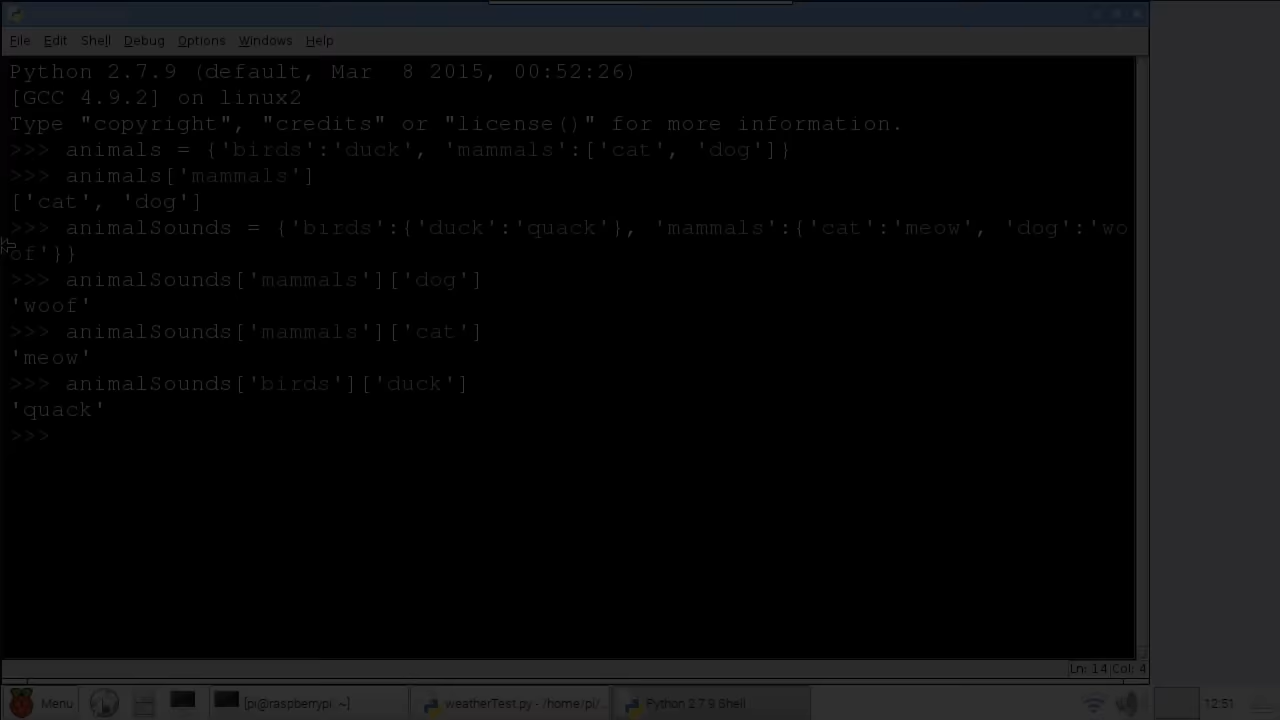 File Edit Shell Debug Options Windows Help
Python 2.7.9 (default, Mar  8 2015, 00:52:26)
[GCC 4.9.2] on linux2
Type "copyright", "credits" or "license()" for more information.
>>> animals = {'birds':'duck', 'mammals':['cat', 'dog']}
>>> animals['mammals']
['cat', 'dog']
>>> animalSounds = {'birds':{'duck':'quack'}, 'mammals':{'cat':'meow', 'dog':'wo
of'}}
>>> animalSounds['mammals']['dog']
'woof'
>>> animalSounds['mammals']['cat']
'meow'
>>> animalSounds['birds']['duck']
'quack'
>>>
Ln: 14 Col: 4
Menu [pi@raspberrypi: ~] weatherTest.py - /home/pi/... Python 2.7.9 Shell 12:51